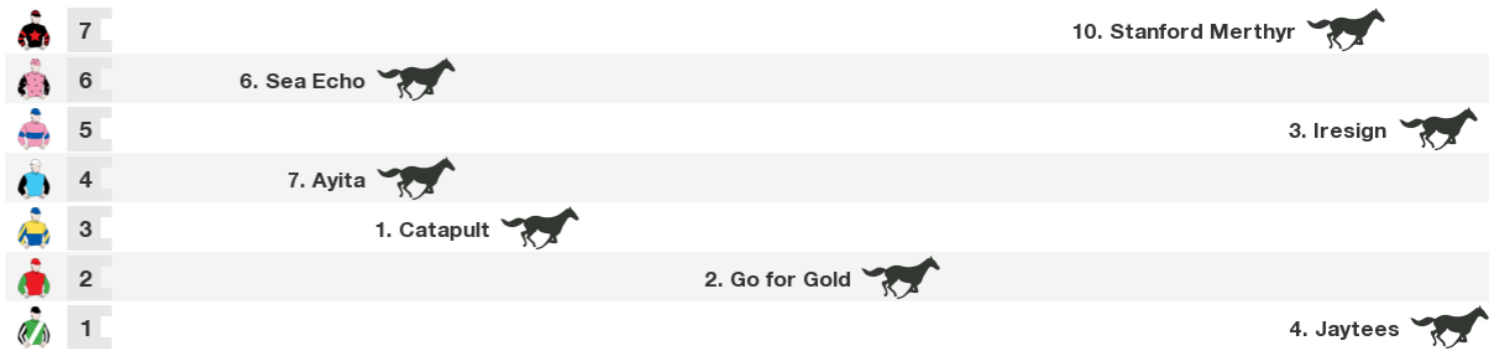 7 10. Stanford Merthyr
6 6. Sea Echo
5 3. Iresign
4 7. Ayita
3 1. Catapult
2 2. Go for Gold
1 4. Jaytees